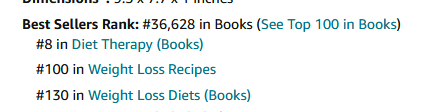 Best Sellers Rank: #36,628 in Books (See Top 100 in Books)
#8 in Diet Therapy (Books)
#100 in Weight Loss Recipes
#130 in Weight Loss Diets (Books)